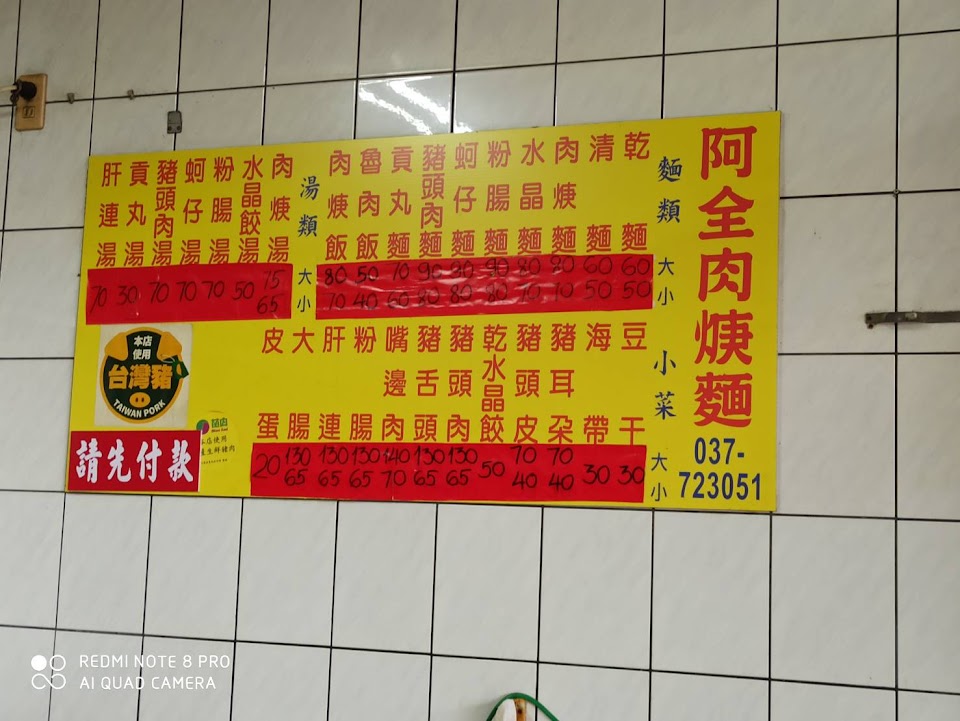 阿全肉焿麵
037-
723051
麵類
大 小
乾麵 60 50
清麵 60 50
肉焿麵 80 70
水晶麵 80 70
粉腸麵 90 80
蚵仔麵 80
豬頭肉麵 90 80
貢丸麵 70 60
魯肉飯 50 40
肉焿飯 80 70
湯類
大 小
肉焿湯 75 65
水晶餃湯 50
粉腸湯 70
蚵仔湯 70
豬頭肉湯 70
貢丸湯 30
肝連湯 70
小菜
大 小
豆干 30
海帶 30
豬耳朵 70 40
豬頭皮 70 40
乾水晶餃 50
豬頭肉 130 65
豬舌頭 130 65
嘴邊肉 140 70
粉腸 130 65
肝連 130 65
大腸 130 65
皮蛋 20
本店
使用
台灣豬
TAIWAN PORK
請先付款
REDMI NOTE 8 PRO
AI QUAD CAMERA